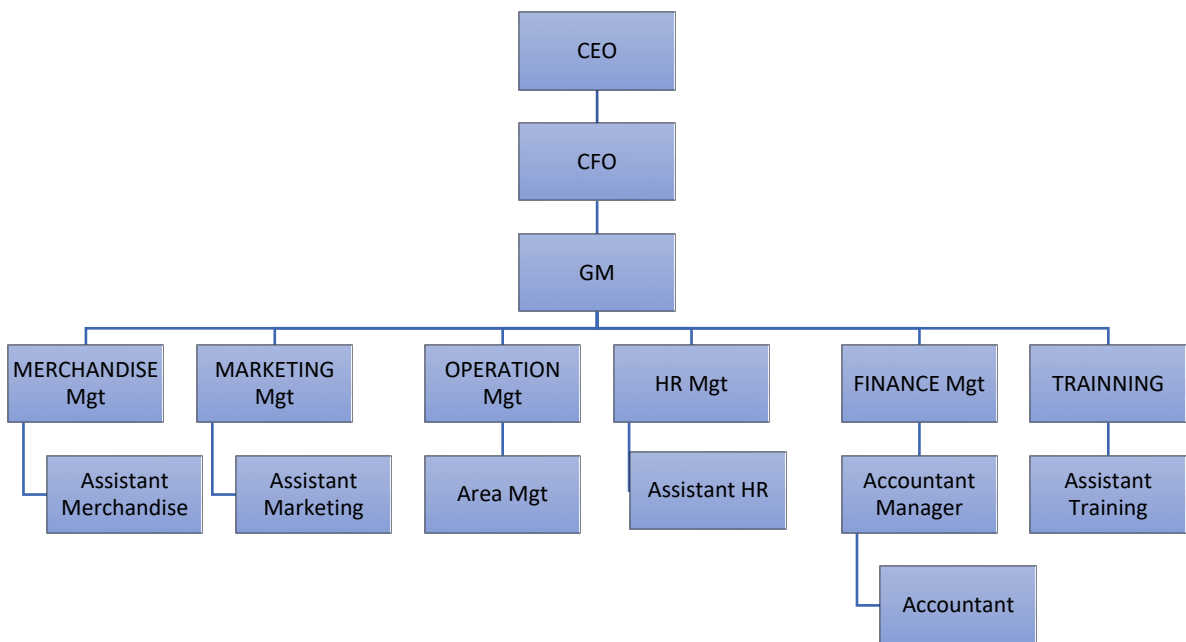 CEO
CFO
GM
MERCHANDISE
Mgt
MARKETING
Mgt
OPERATION
Mgt
HR Mgt
FINANCE Mgt
TRAINNING
Assistant
Merchandise
Assistant
Marketing
Area Mgt
Assistant HR
Accountant
Manager
Assistant
Training
Accountant